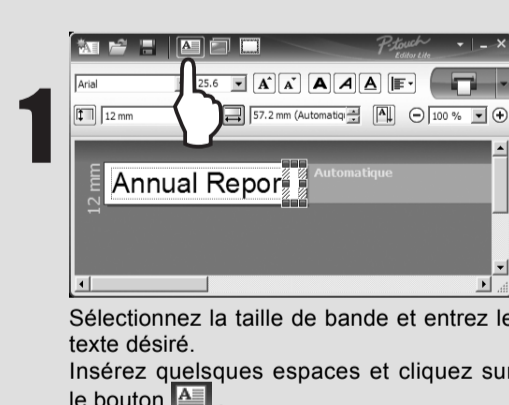 1
P-touch
Editor Lite
Arial
25.6
A A A A A
12 mm
57.2 mm (Automatiq
A
100 %
12 mm
Annual Repor
Automatique
Sélectionnez la taille de bande et entrez le
texte désiré.
Insérez quelsques espaces et cliquez sur
le bouton